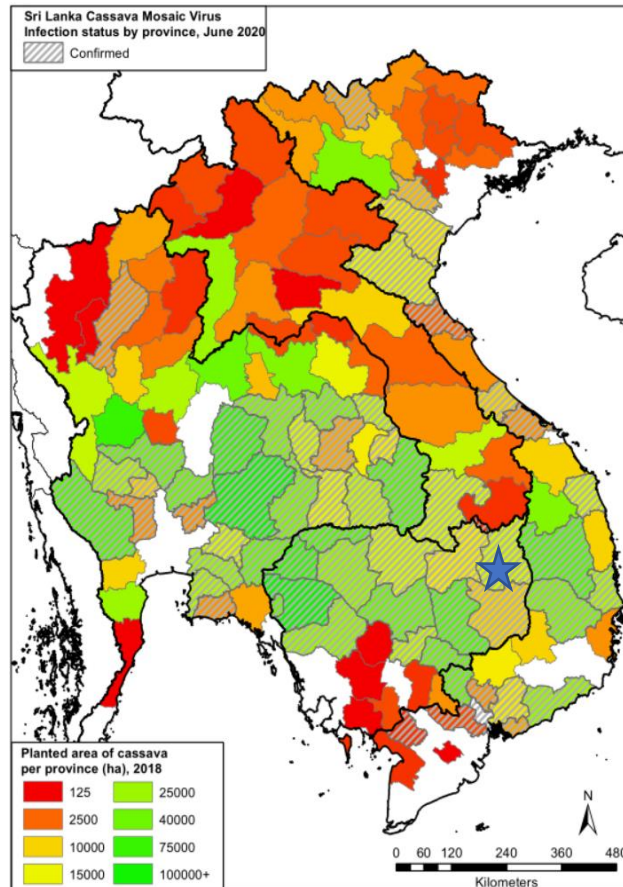 Sri Lanka Cassava Mosaic Virus
Infection status by province, June 2020
Confirmed
Planted area of cassava
per province (ha), 2018
125
2500
10000
15000
25000
40000
75000
100000+
N
0 60 120 240 360 480
Kilometers